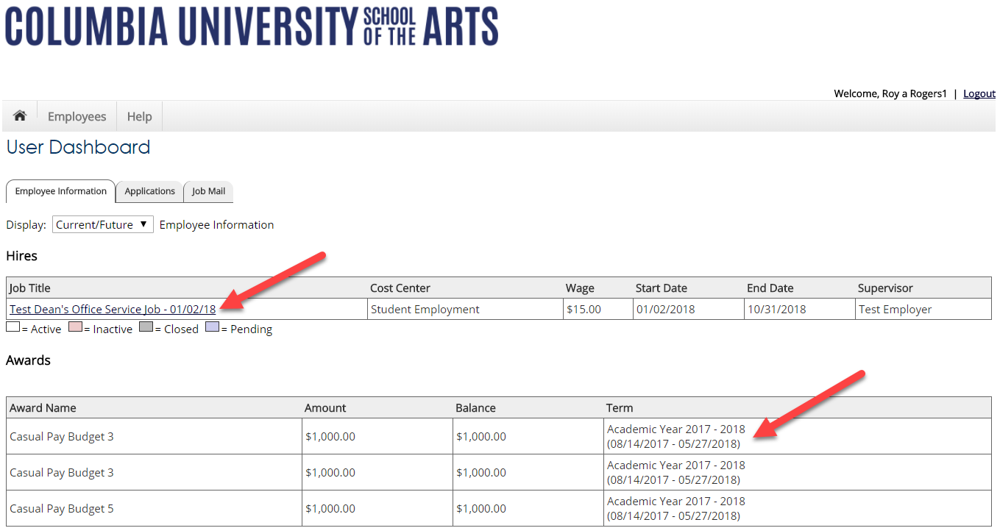 COLUMBIA UNIVERSITY SCHOOL OF THE ARTS
Welcome, Roy a Rogers1 | Logout
Employees Help
User Dashboard
Employee Information Applications Job Mail
Display: Current/Future ▼ Employee Information
Hires
Job Title Cost Center Wage Start Date End Date Supervisor
Test Dean's Office Service Job - 01/02/18 Student Employment $15.00 01/02/2018 10/31/2018 Test Employer
= Active = Inactive = Closed = Pending
Awards
Award Name Amount Balance Term
Casual Pay Budget 3 $1,000.00 $1,000.00 Academic Year 2017 - 2018
(08/14/2017 - 05/27/2018)
Casual Pay Budget 3 $1,000.00 $1,000.00 Academic Year 2017 - 2018
(08/14/2017 - 05/27/2018)
Casual Pay Budget 5 $1,000.00 $1,000.00 Academic Year 2017 - 2018
(08/14/2017 - 05/27/2018)